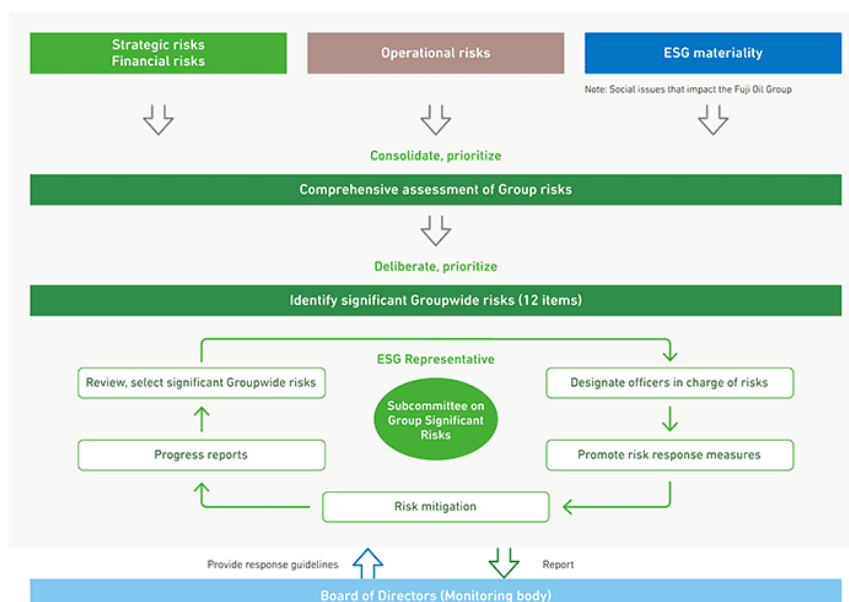 Strategic risks
Financial risks
Operational risks
ESG materiality
Note: Social issues that impact the Fuji Oil Group
Consolidate, prioritize
Comprehensive assessment of Group risks
Deliberate, prioritize
Identify significant Groupwide risks (12 items)
ESG Representative
Review, select significant Groupwide risks
Designate officers in charge of risks
Subcommittee on
Group Significant
Risks
Progress reports
Promote risk response measures
Risk mitigation
Provide response guidelines
Report
Board of Directors (Monitoring body)